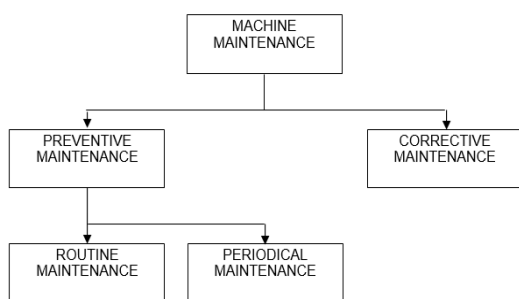 MACHINE
MAINTENANCE
PREVENTIVE
MAINTENANCE
CORRECTIVE
MAINTENANCE
ROUTINE
MAINTENANCE
PERIODICAL
MAINTENANCE